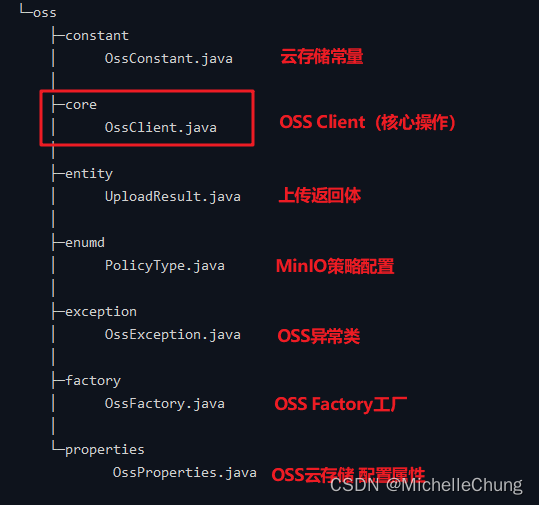 └─oss
├─constant
OssConstant.java 云存储常量
├─core
OssClient.java OSS Client（核心操作）
├─entity
UploadResult.java 上传返回体
├─enumd
PolicyType.java MinIO策略配置
├─exception
OssException.java OSS异常类
├─factory
OssFactory.java OSS Factory工厂
└─properties
OssProperties.java OSS云存储 配置属性
CSDN @MichelleChung